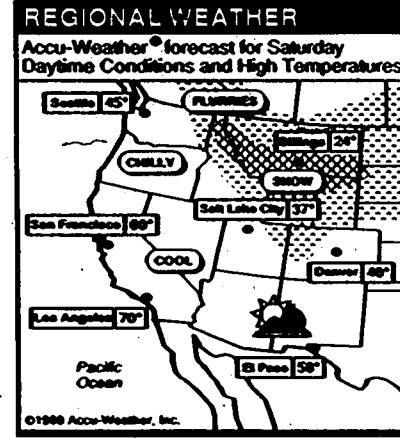 REGIONAL WEATHER
Accu-Weather® forecast for Saturday
Daytime Conditions and High Temperatures
Seattle 45°
FLURRIES
Billings 24°
CHILLY
SNOW
Salt Lake City 37°
San Francisco 60°
COOL
Denver 48°
Los Angeles 70°
Pacific
Ocean
El Paso 58°
Accu-Weather, Inc.